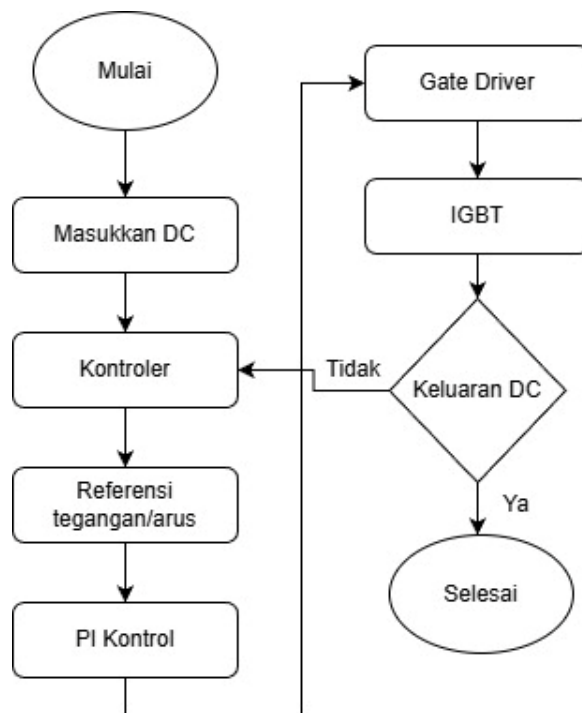 Mulai
Masukkan DC
Kontroler
Referensi
tegangan/arus
PI Kontrol
Gate Driver
IGBT
Keluaran DC
Tidak
Ya
Selesai